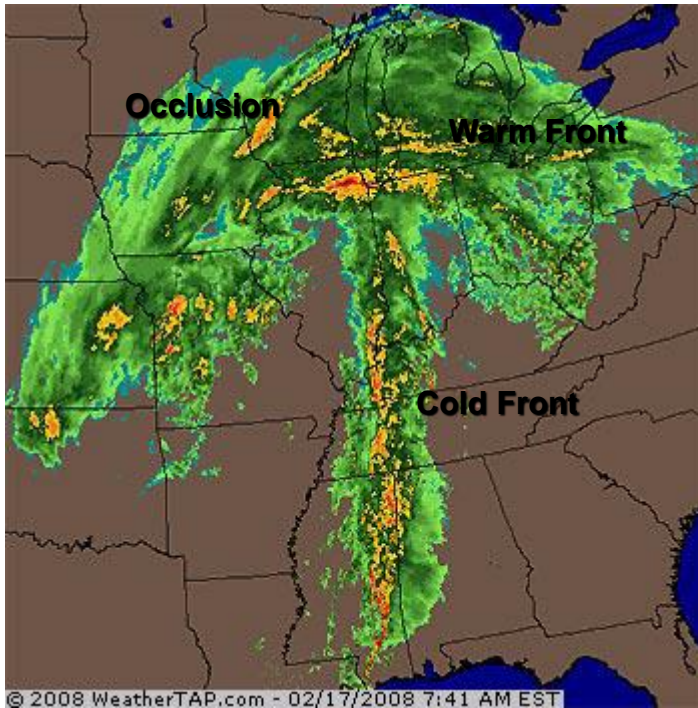 Occlusion
Warm Front
Cold Front
© 2008 WeatherTAP.com - 02/17/2008 7:41 AM EST